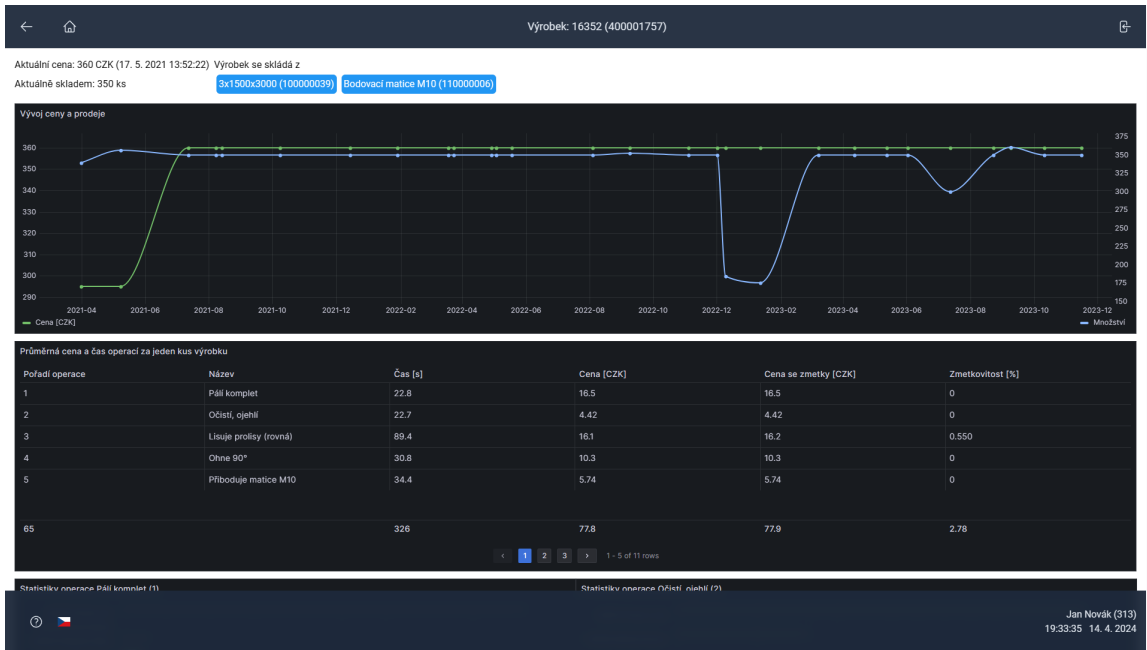 Výrobek: 16352 (400001757)
Aktuální cena: 360 CZK (17. 5. 2021 13:52:22) Výrobek se skládá z
Aktuálně skladem: 350 ks 3x1500x3000 (100000039) Bodovací matice M10 (110000006)
Vývoj ceny a prodeje
375
360 350
350 325
340 300
330 275
320 250
310 225
300 200
290 175
150
2021-04 2021-06 2021-08 2021-10 2021-12 2022-02 2022-04 2022-06 2022-08 2022-10 2022-12 2023-02 2023-04 2023-06 2023-08 2023-10 2023-12
Cena [CZK] Množství
Průměrná cena a čas operací za jeden kus výrobku
Pořadí operace Název Čas [s] Cena [CZK] Cena se zmetky [CZK] Zmetkovitost [%]
1 Pálí komplet 22.8 16.5 16.5 0
2 Očistí, ojehlí 22.7 4.42 4.42 0
3 Lisuje prolisy (rovná) 89.4 16.1 16.2 0.550
4 Ohne 90° 30.8 10.3 10.3 0
5 Přiboduje matice M10 34.4 5.74 5.74 0
65 326 77.8 77.9 2.78
< 1 2 3 > 1 - 5 of 11 rows
Statistiky operace Pálí komplet (1) Statistiky operace Očistí, ojehlí (2)
Jan Novák (313)
19:33:35 14. 4. 2024